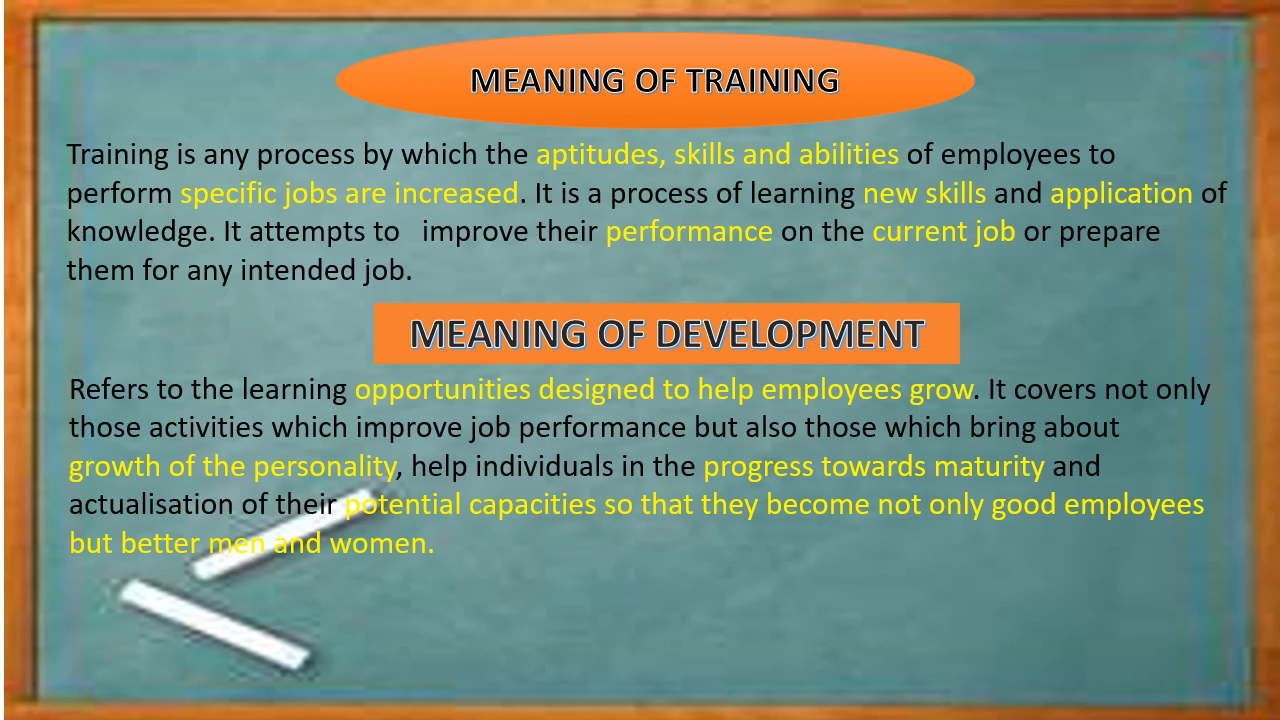 MEANING OF TRAINING
Training is any process by which the aptitudes, skills and abilities of employees to
perform specific jobs are increased. It is a process of learning new skills and application of
knowledge. It attempts to   improve their performance on the current job or prepare
them for any intended job.
MEANING OF DEVELOPMENT
Refers to the learning opportunities designed to help employees grow. It covers not only
those activities which improve job performance but also those which bring about
growth of the personality, help individuals in the progress towards maturity and
actualisation of their potential capacities so that they become not only good employees
but better men and women.